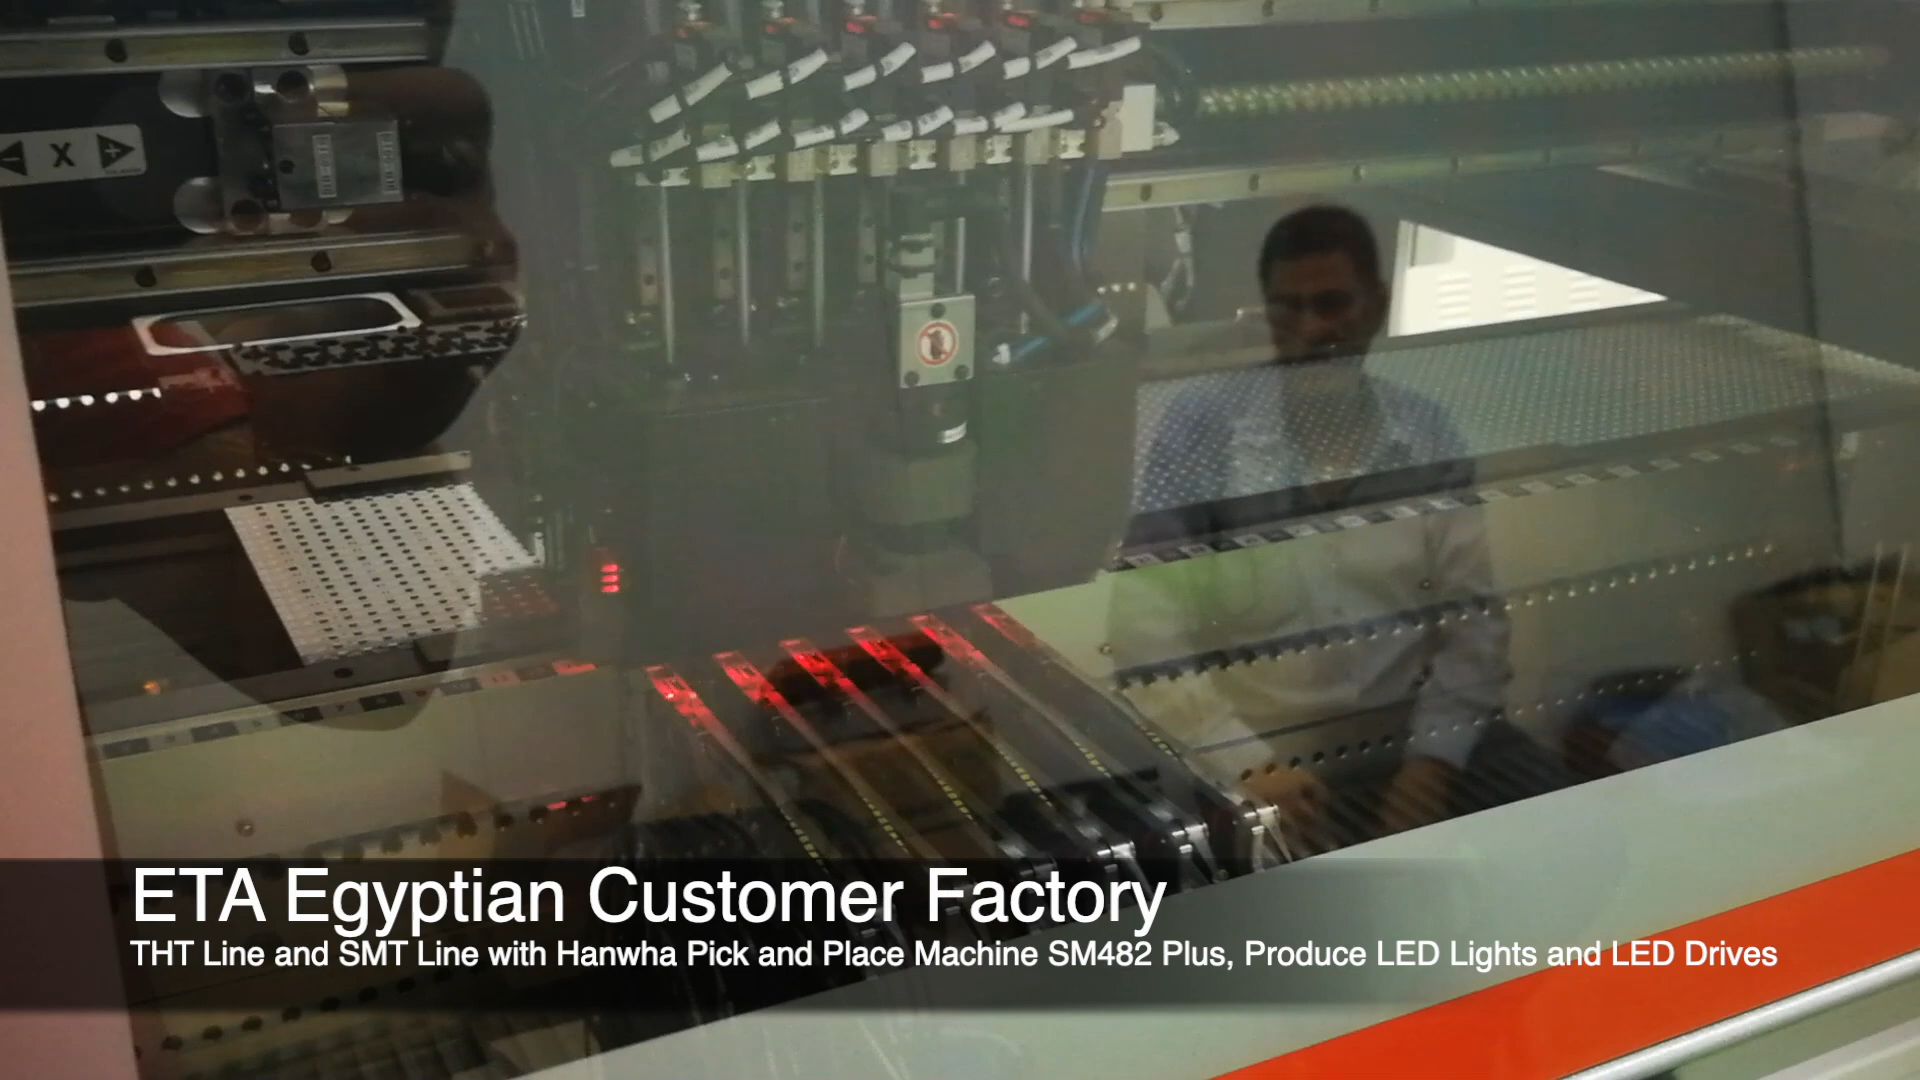 - X +
ETA Egyptian Customer Factory
THT Line and SMT Line with Hanwha Pick and Place Machine SM482 Plus, Produce LED Lights and LED Drives